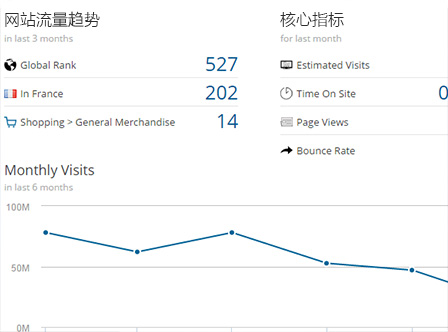 网站流量趋势
in last 3 months
Global Rank 527
In France 202
Shopping > General Merchandise 14
核心指标
for last month
Estimated Visits
Time On Site 0
Page Views
Bounce Rate
Monthly Visits
in last 6 months
100M
50M
0M